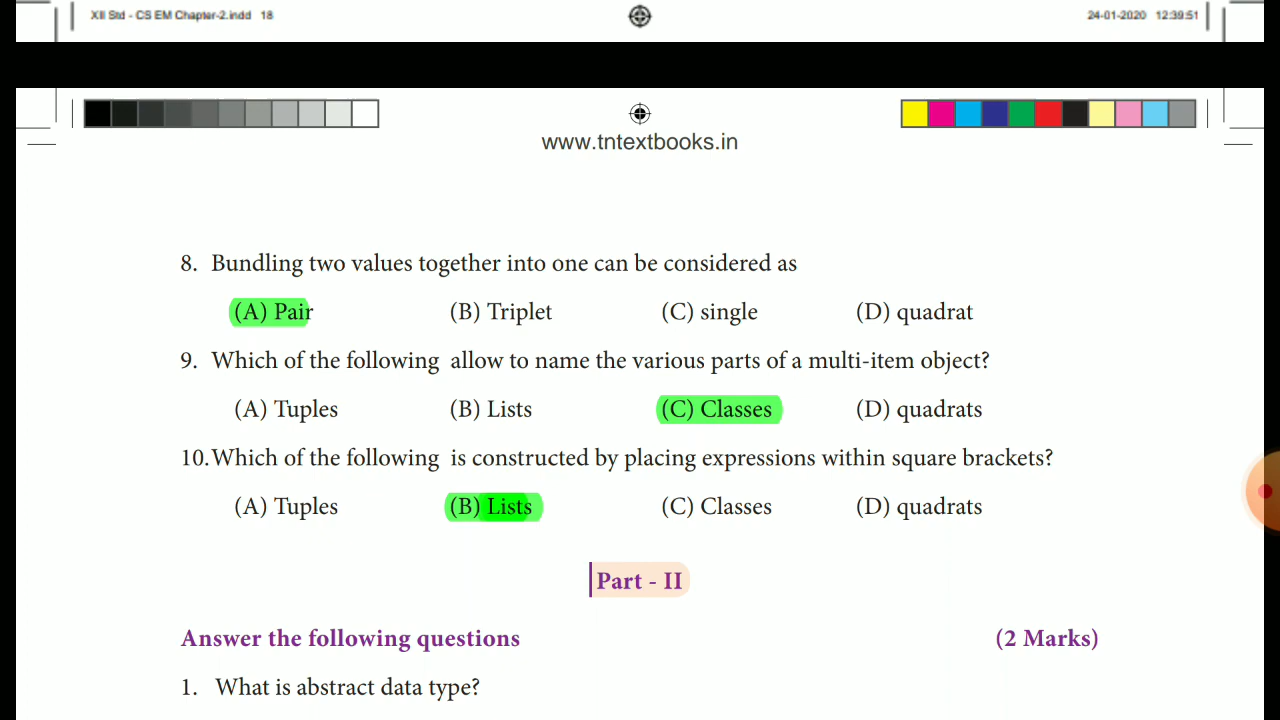 XII Std - CS EM Chapter-2.indd 18 24-01-2020 12:39:51
www.tntextbooks.in
8. Bundling two values together into one can be considered as
(A) Pair (B) Triplet (C) single (D) quadrat
9. Which of the following allow to name the various parts of a multi-item object?
(A) Tuples (B) Lists (C) Classes (D) quadrats
10. Which of the following is constructed by placing expressions within square brackets?
(A) Tuples (B) Lists (C) Classes (D) quadrats
Part - II
Answer the following questions (2 Marks)
1. What is abstract data type?